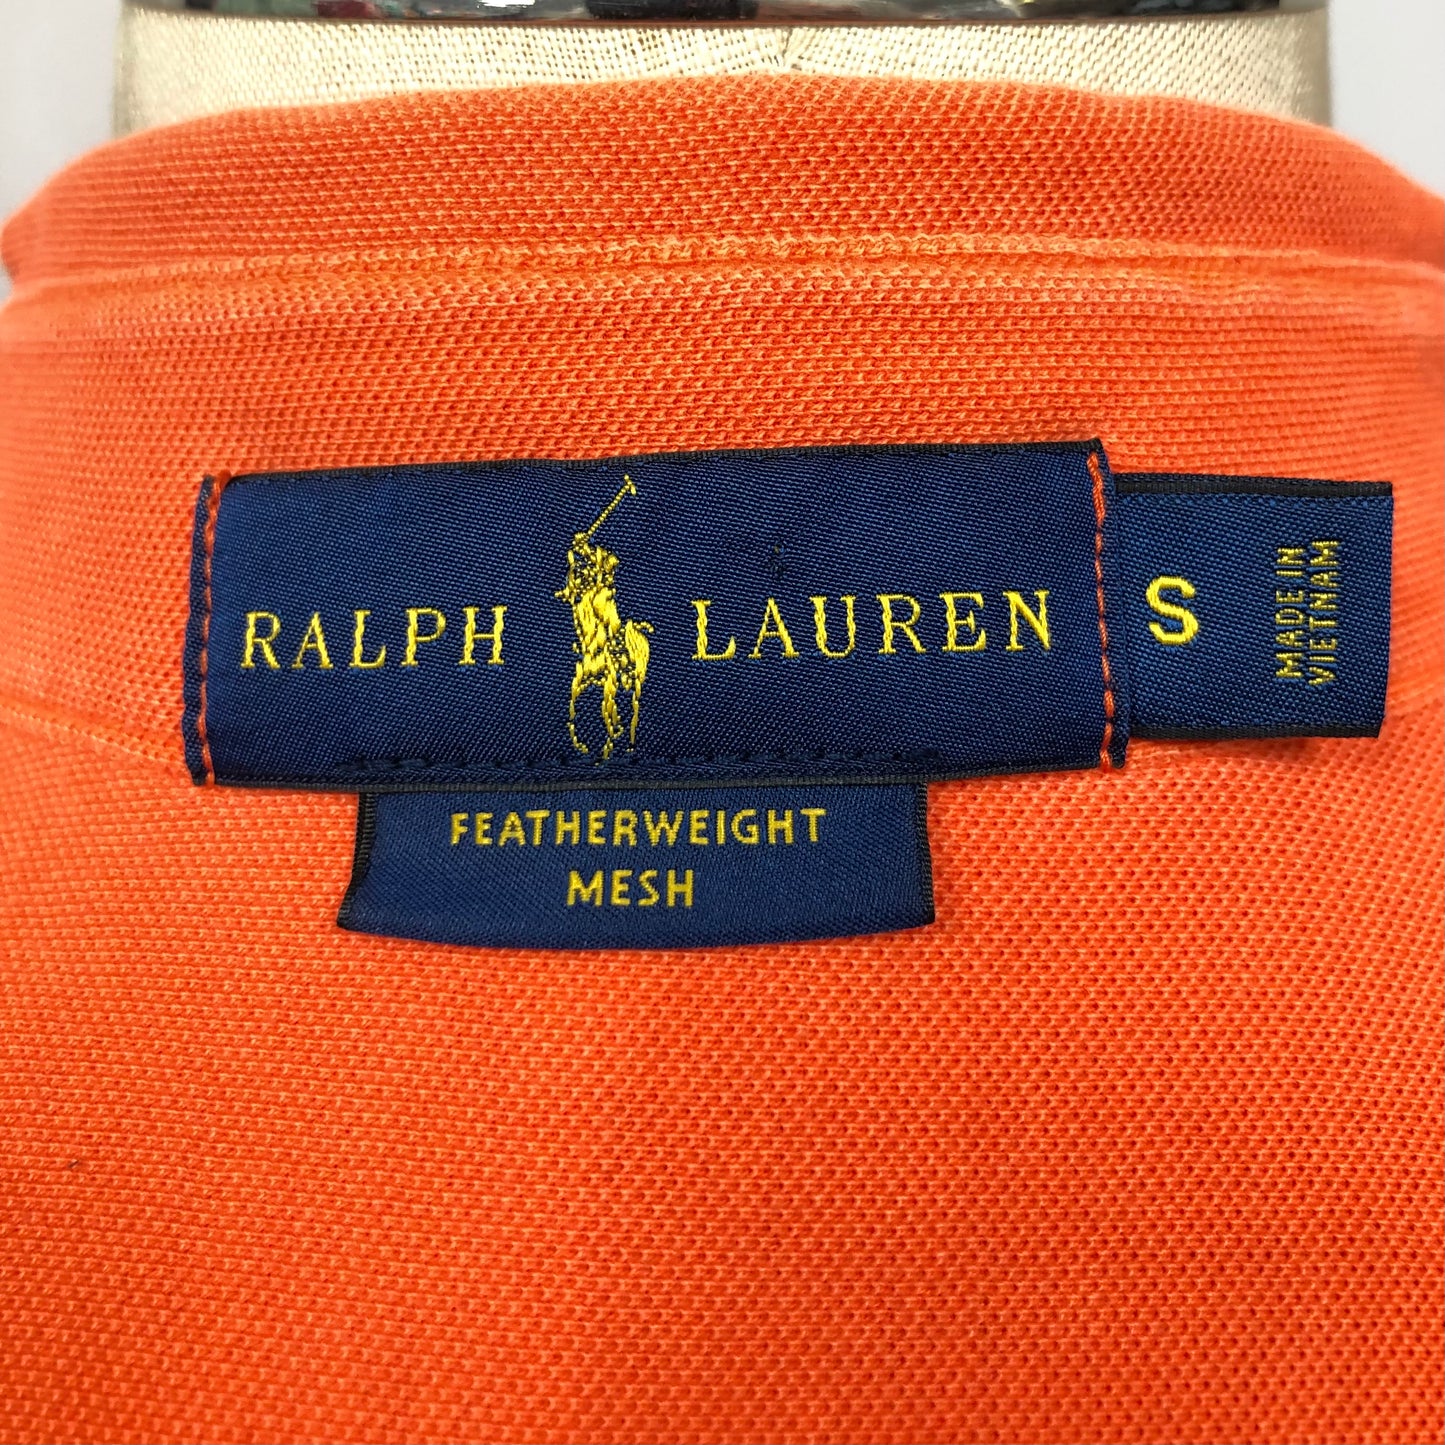 RALPH LAUREN
S
MADE IN
VIETNAM
FEATHERWEIGHT
MESH